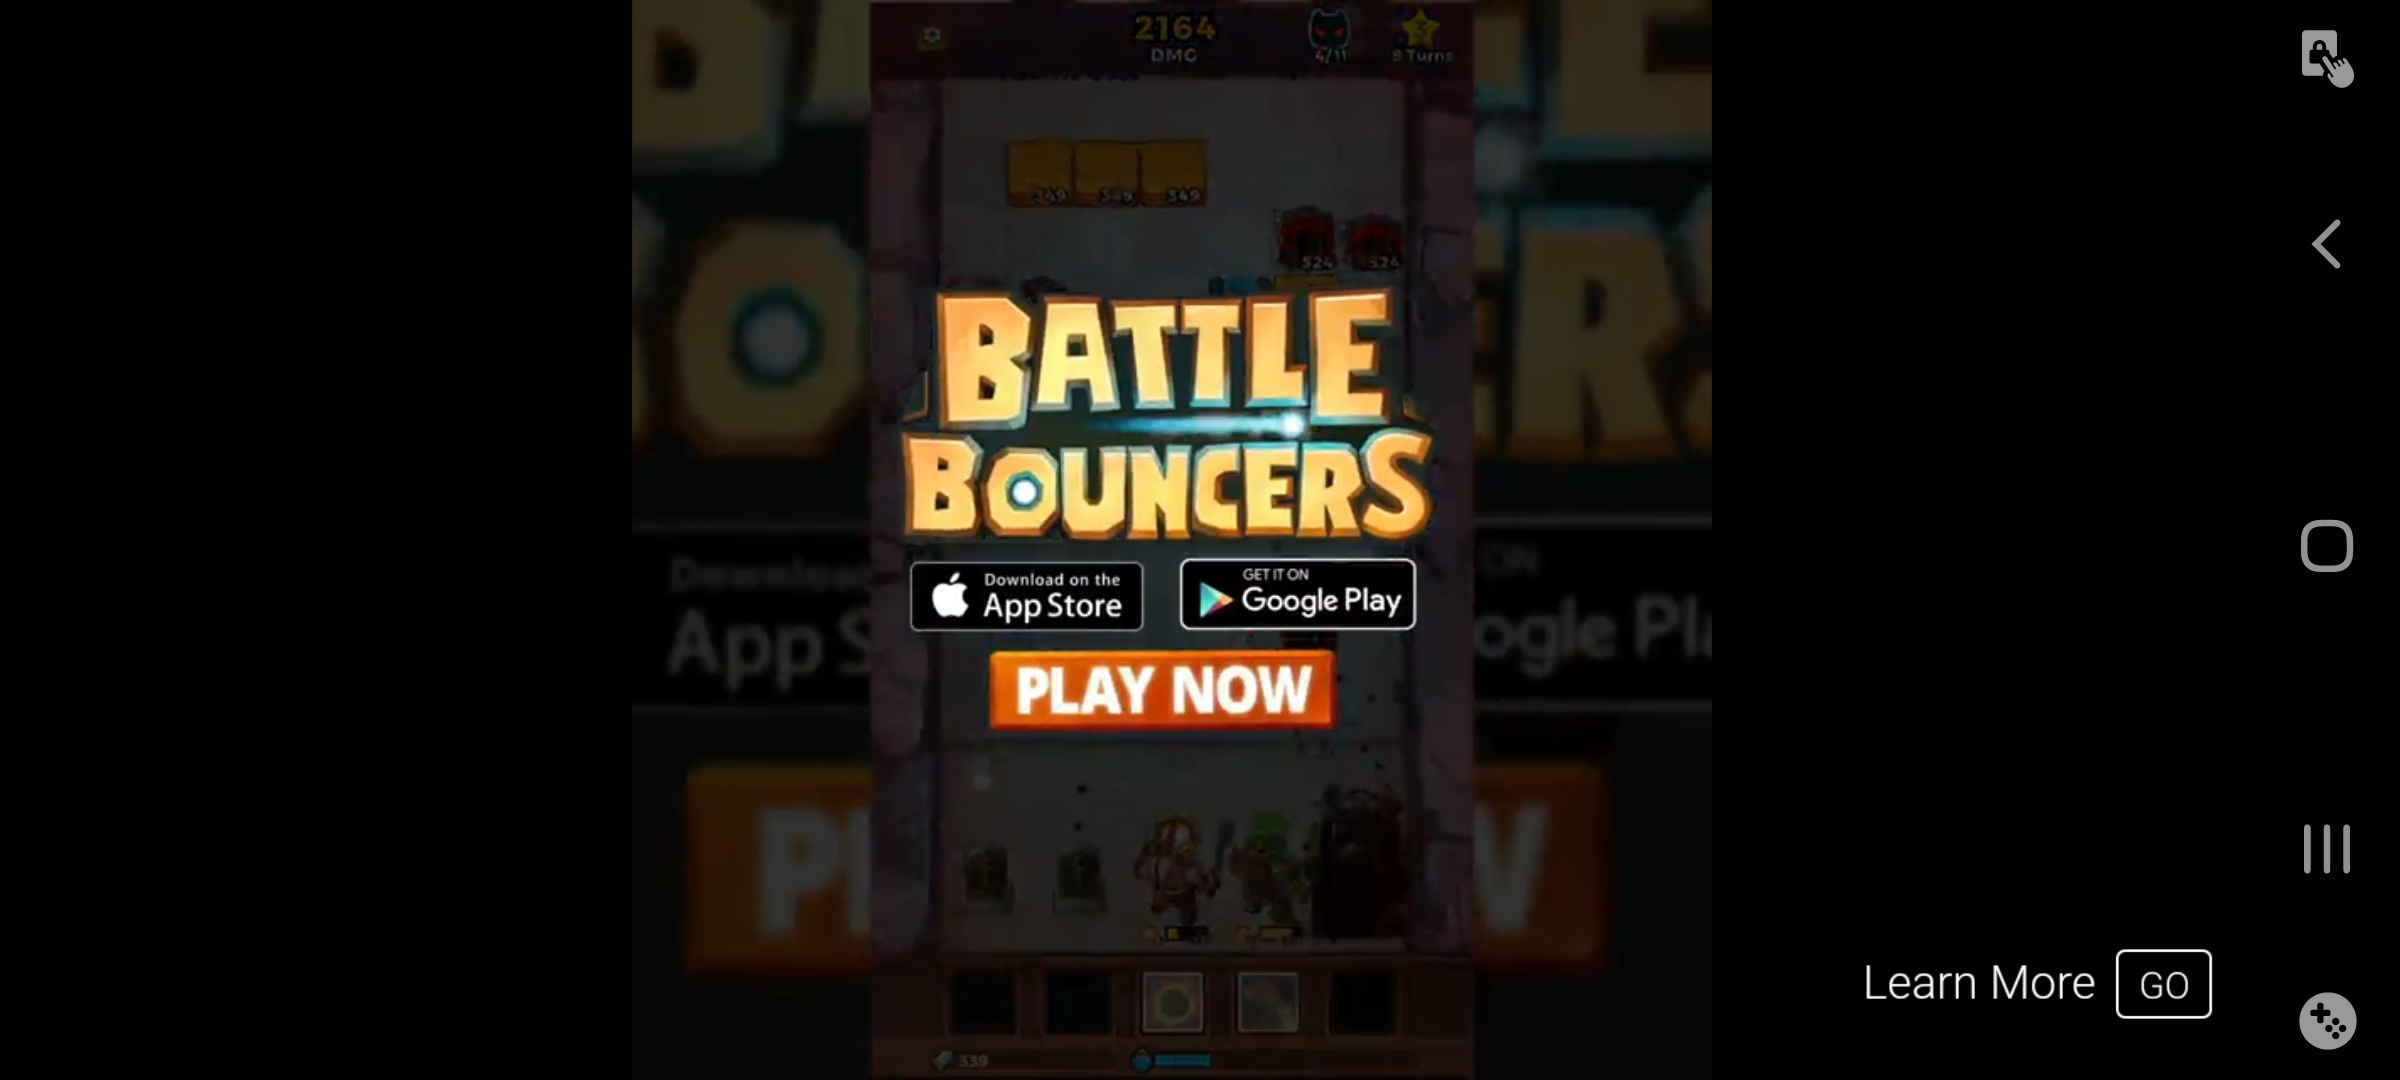 2164
DMG
4/11
3
8 Turns
349 349 349
524 524
BATTLE
BOUNCERS
Download on the
App Store
GET IT ON
Google Play
PLAY NOW
Learn More GO
339